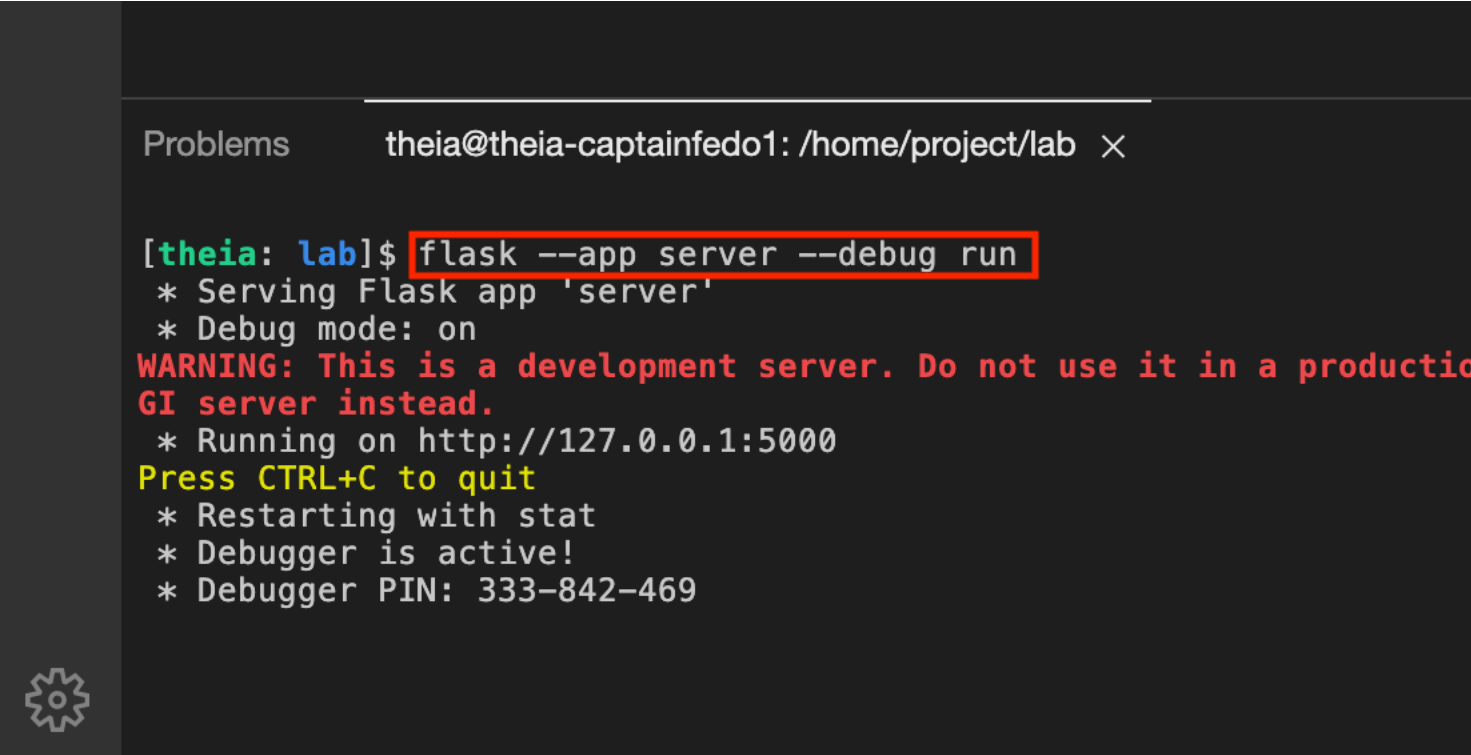 Problems theia@theia-captainfedo1: /home/project/lab ×
[theia: lab]$ flask --app server --debug run
* Serving Flask app 'server'
* Debug mode: on
WARNING: This is a development server. Do not use it in a productio
GI server instead.
* Running on http://127.0.0.1:5000
Press CTRL+C to quit
* Restarting with stat
* Debugger is active!
* Debugger PIN: 333-842-469